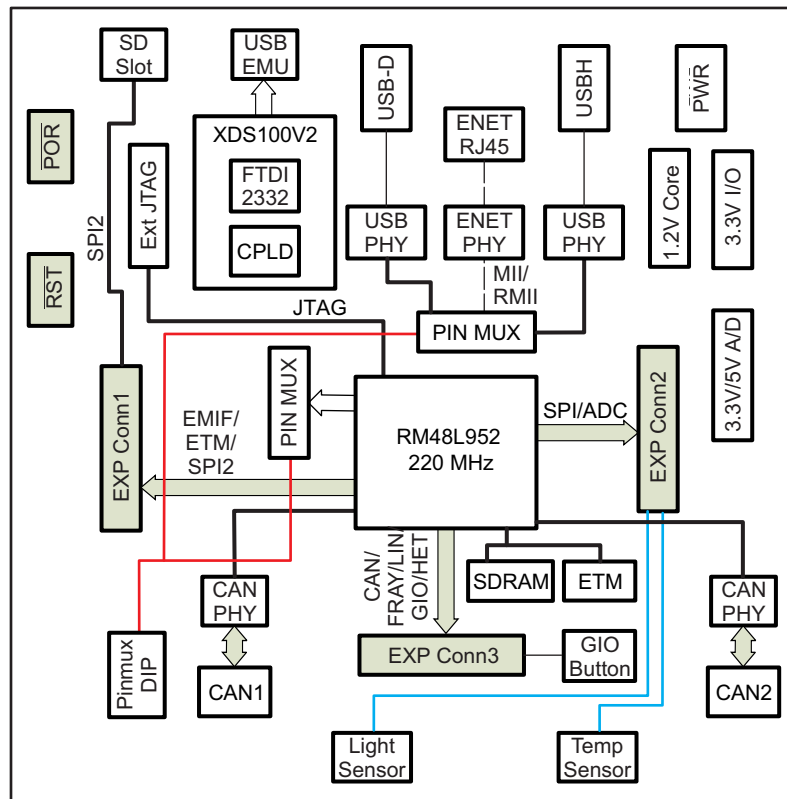 SD
Slot
USB
EMU
USB-D
USBH
PWR
POR
XDS100V2
ENET
RJ45
FTDI
2332
CPLD
Ext JTAG
SPI2
1.2V Core
3.3V I/O
USB
PHY
ENET
PHY
USB
PHY
RST
MII/
RMII
JTAG
PIN MUX
3.3V/5V A/D
EXP Conn1
PIN MUX
EMIF/
ETM/
SPI2
RM48L952
220 MHz
SPI/ADC
EXP Conn2
CAN/
FRAY/LIN/
GIO/HET
SDRAM
ETM
CAN
PHY
CAN
PHY
Pinmux
DIP
CAN1
EXP Conn3
GIO
Button
CAN2
Light
Sensor
Temp
Sensor